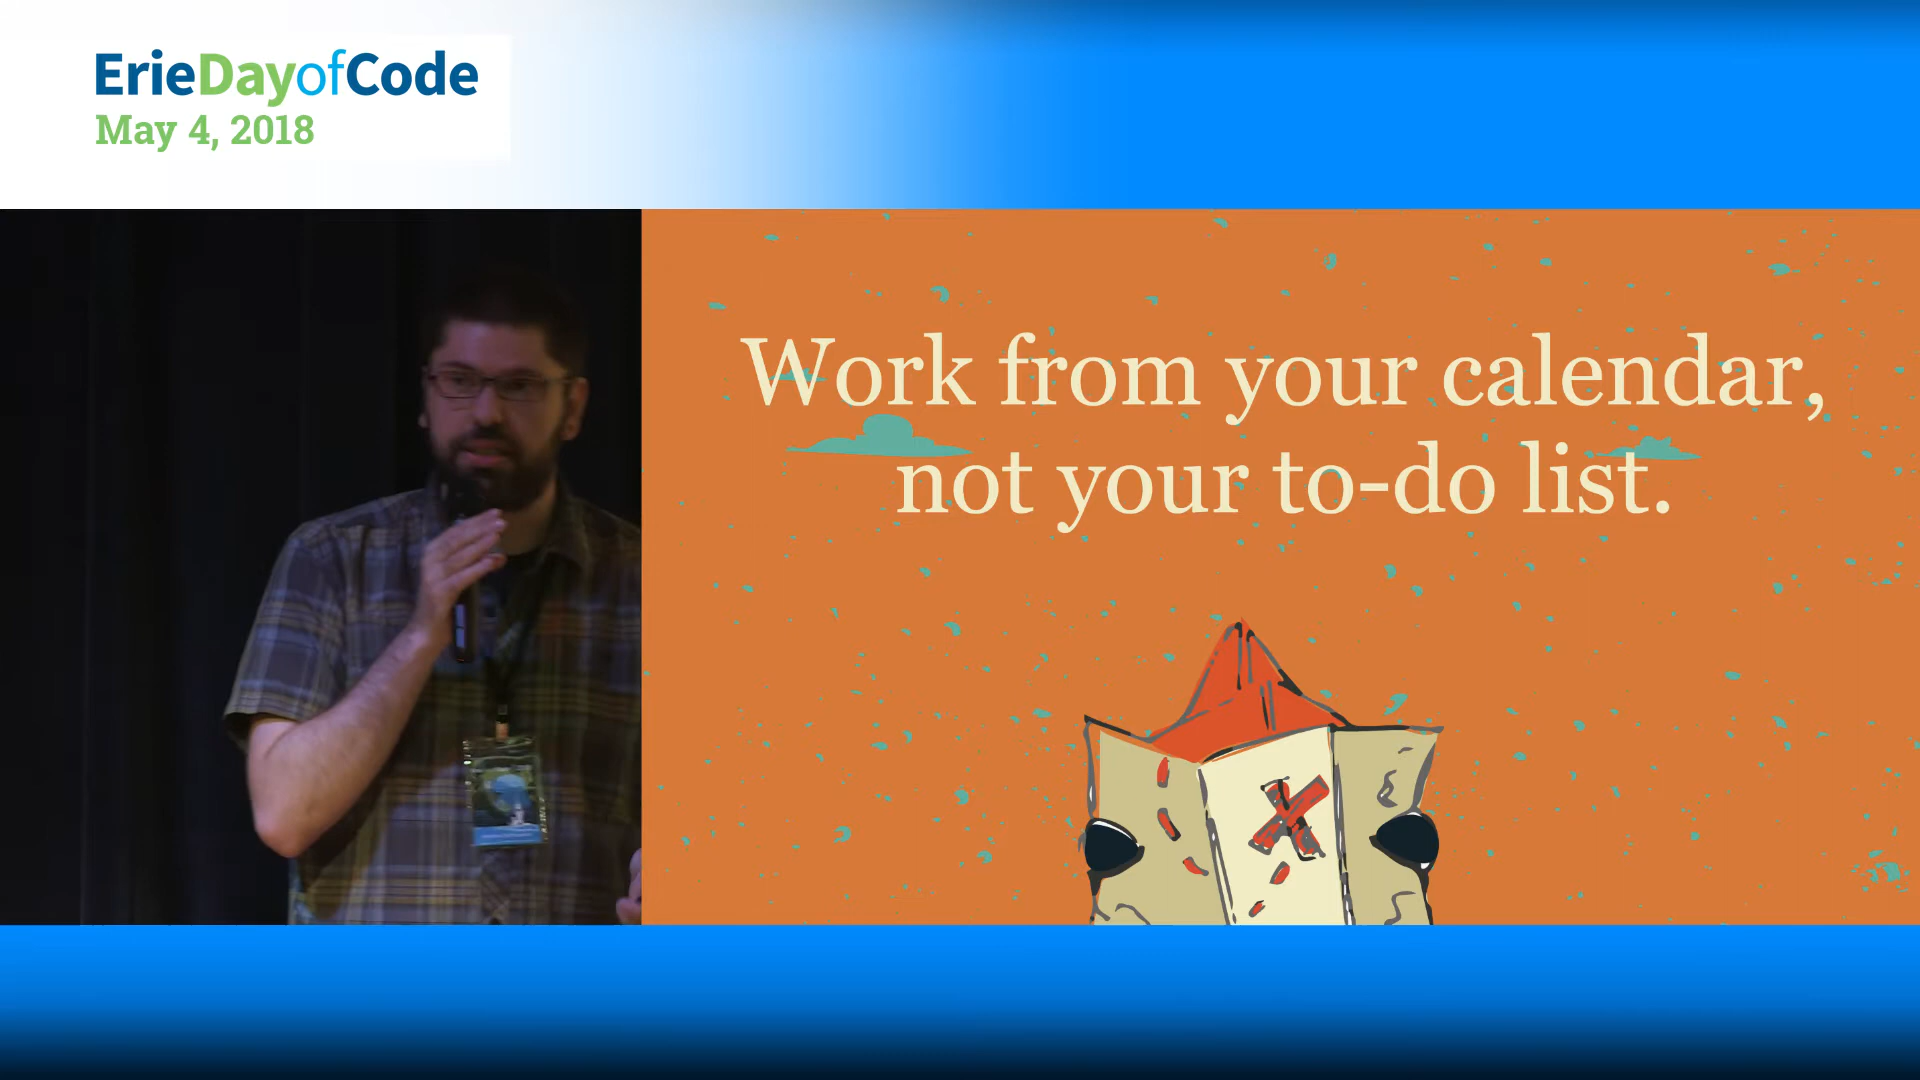 ErieDayofCode
May 4, 2018
Work from your calendar,
not your to-do list.